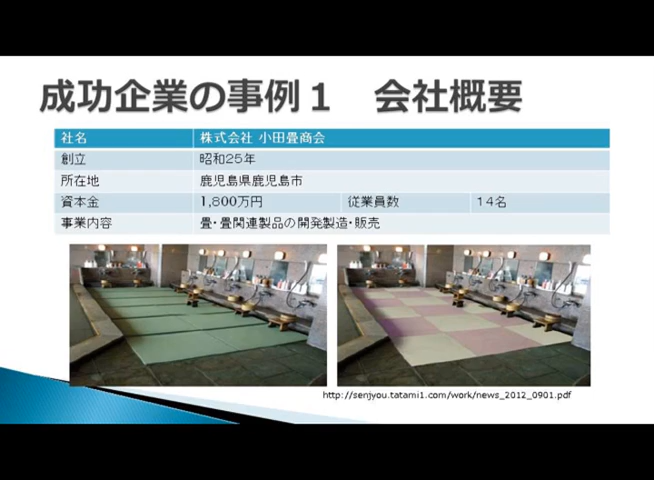 成功企業の事例１　会社概要
社名　株式会社 小田畳商会
創立　昭和25年
所在地　鹿児島県鹿児島市
資本金　1,800万円　従業員数　14名
事業内容　畳・畳関連製品の開発製造・販売
http://senjyou.tatami1.com/work/news_2012_0901.pdf